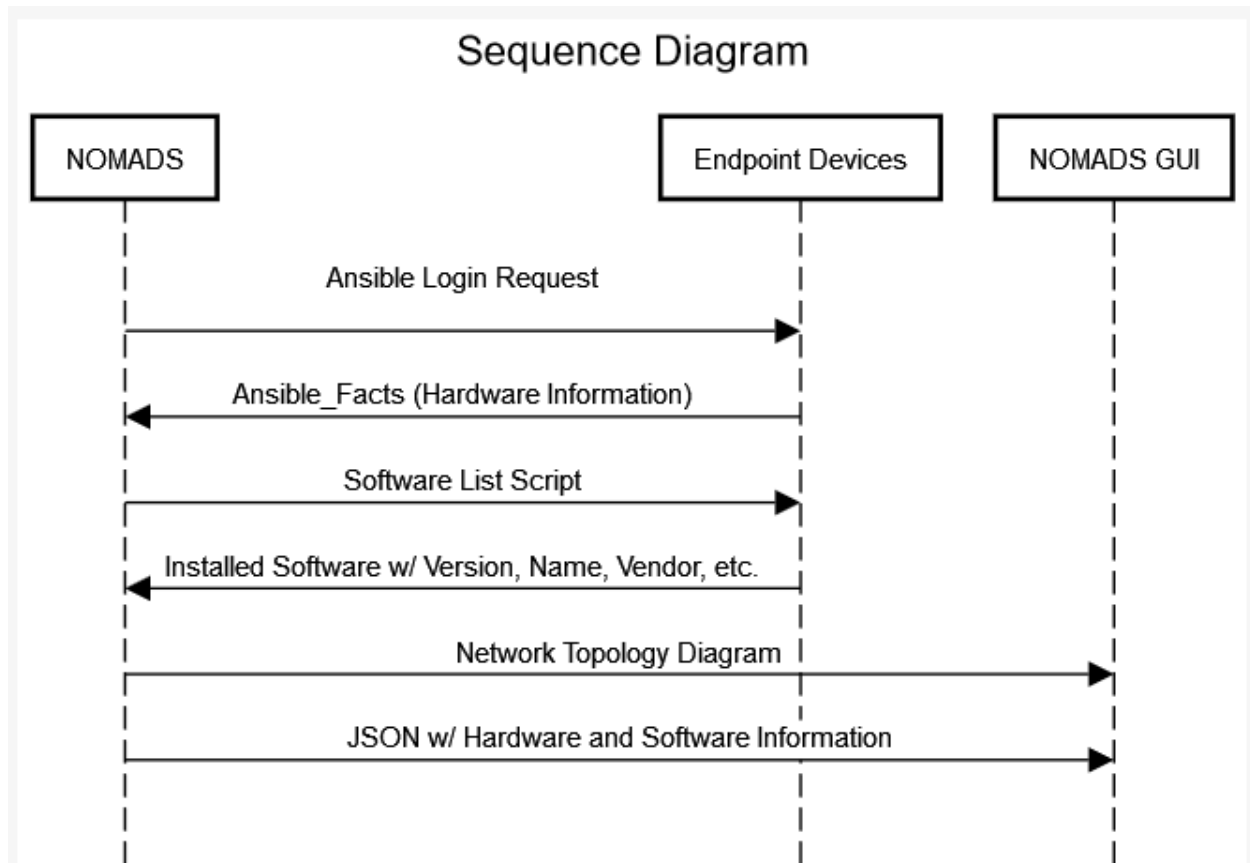 Sequence Diagram
NOMADS
Endpoint Devices
NOMADS GUI
Ansible Login Request
Ansible_Facts (Hardware Information)
Software List Script
Installed Software w/ Version, Name, Vendor, etc.
Network Topology Diagram
JSON w/ Hardware and Software Information